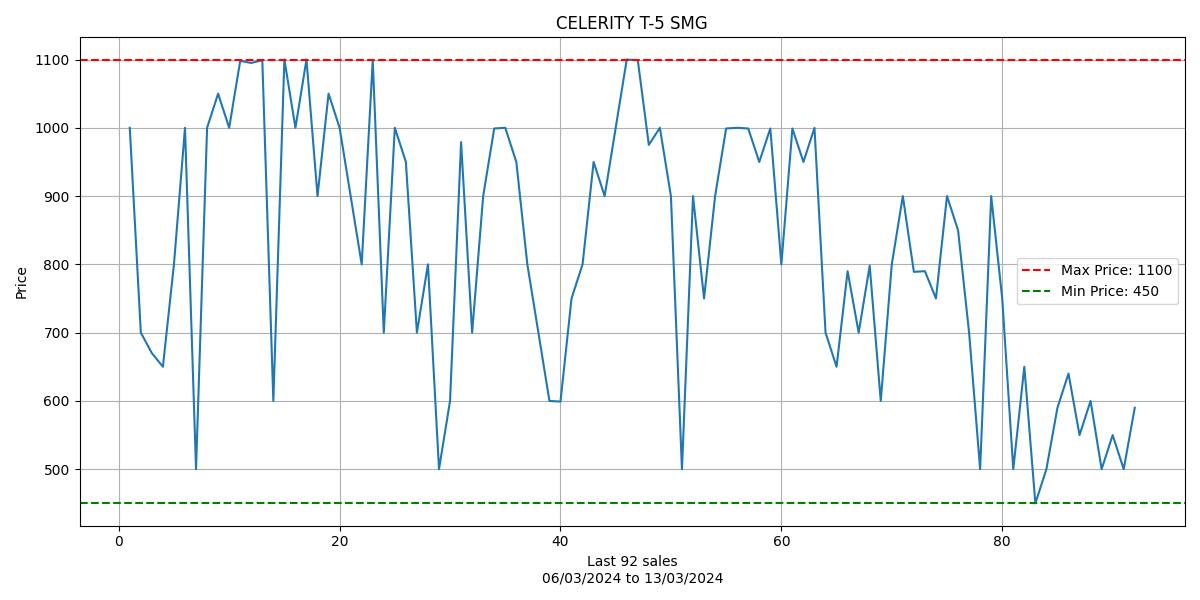 CELERITY T-5 SMG
1100
1000
900
800
700
600
500
Price
Max Price: 1100
Min Price: 450
0
20
40
60
80
Last 92 sales
06/03/2024 to 13/03/2024